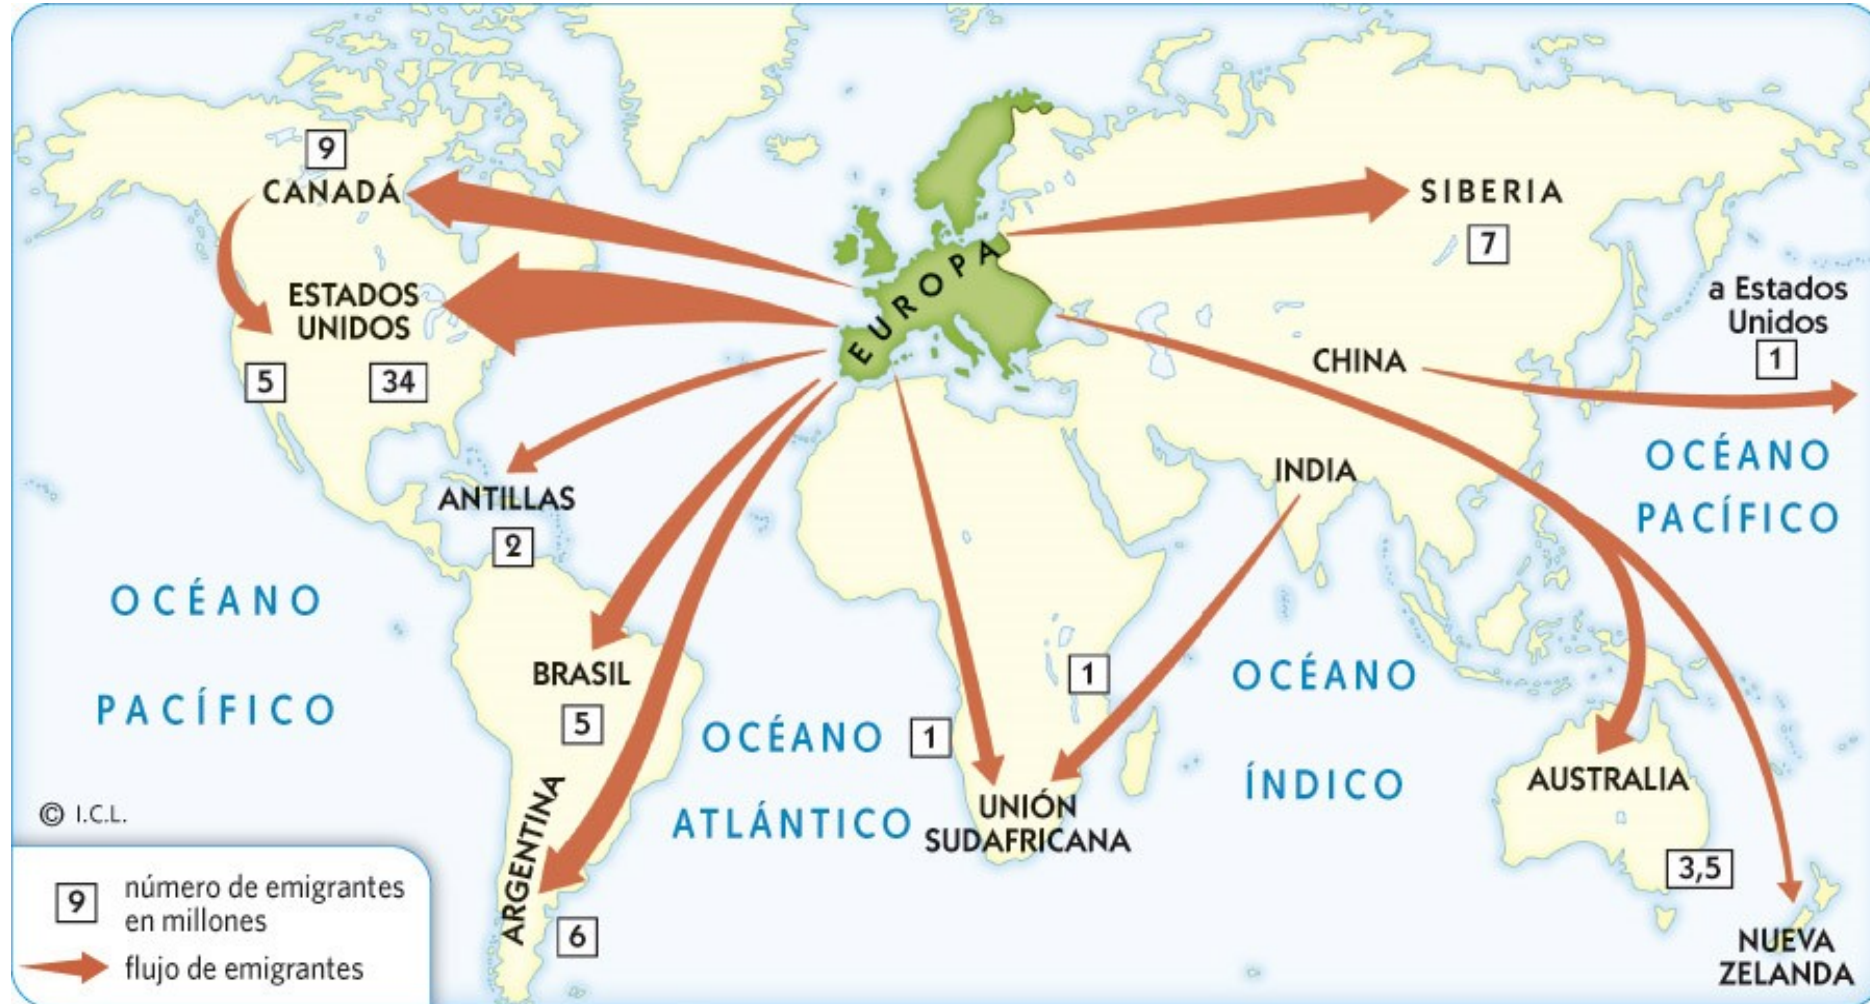 9
CANADÁ
ESTADOS
UNIDOS
5
34
ANTILLAS
2
OCÉANO
PACÍFICO
BRASIL
5
ARGENTINA
6
EUROPA
SIBERIA
7
a Estados
Unidos
1
CHINA
OCÉANO
PACÍFICO
INDIA
OCÉANO
ATLÁNTICO
1
1
UNIÓN
SUDAFRICANA
OCÉANO
ÍNDICO
AUSTRALIA
3,5
NUEVA
ZELANDA
© I.C.L.
9
número de emigrantes
en millones
flujo de emigrantes